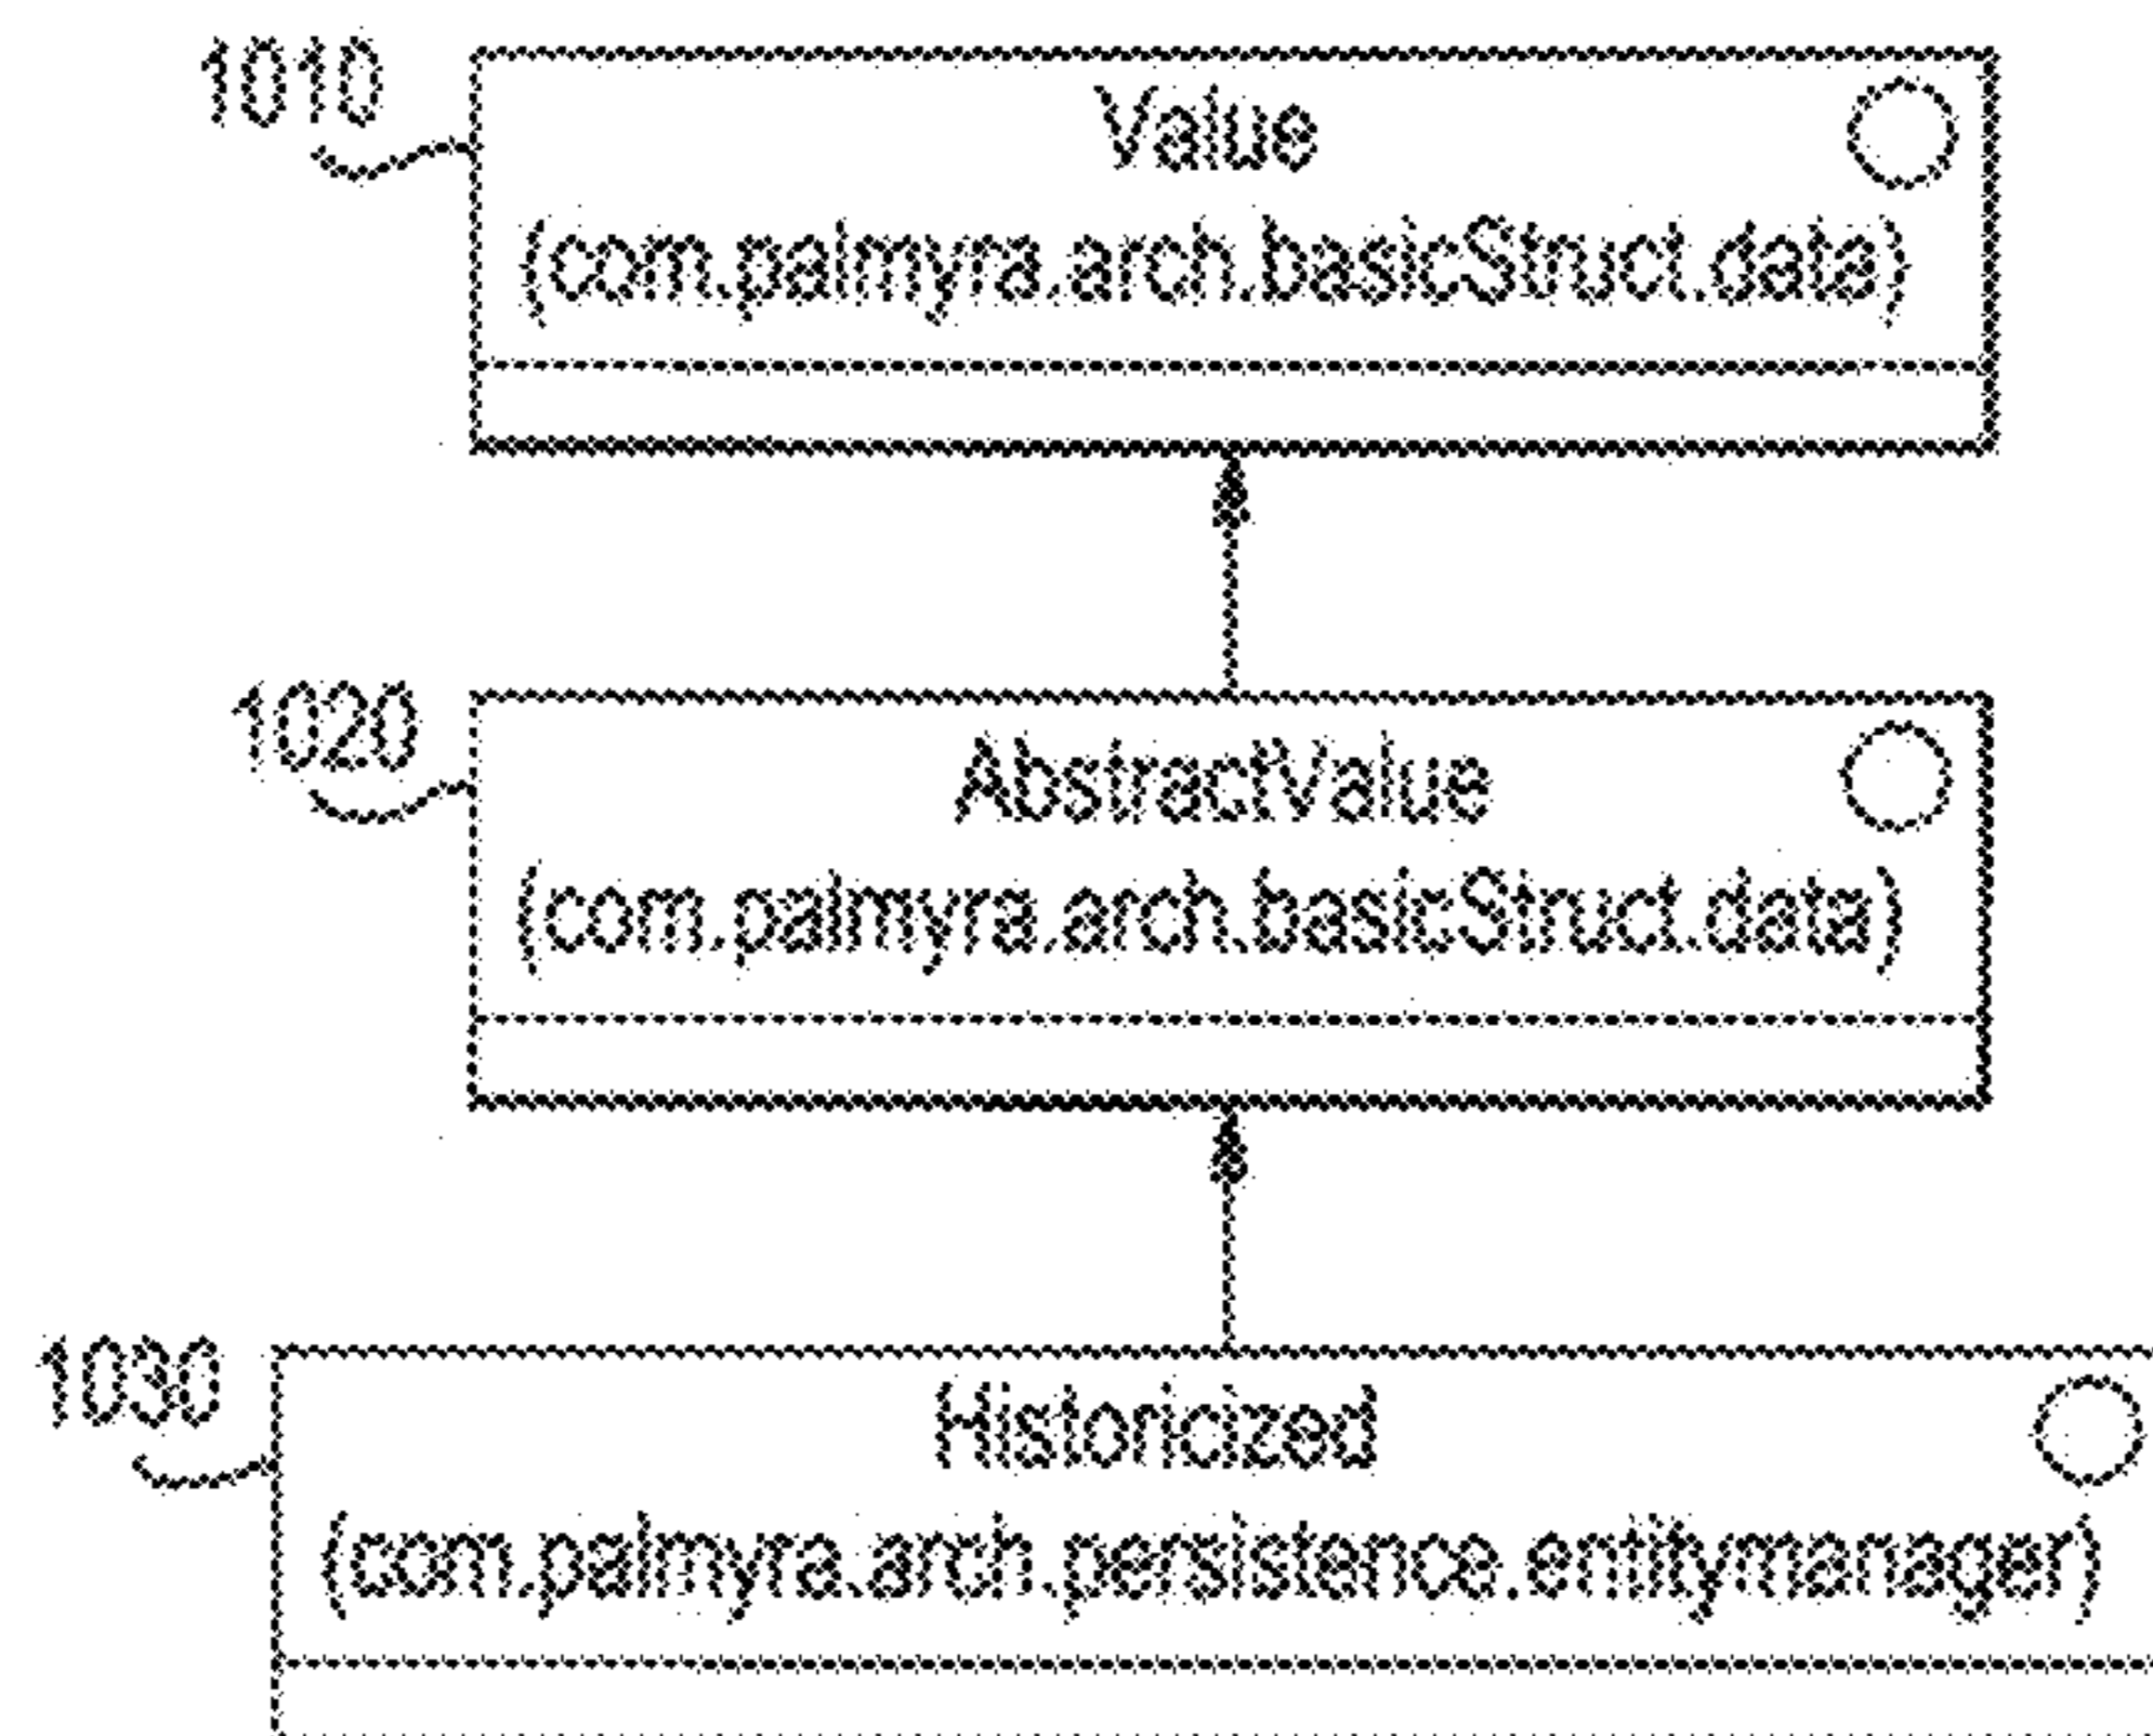 1010
Value
(com.palmyra.arch.basicStruct.data)
1020
AbstractValue
(com.palmyra.arch.basicStruct.data)
1030
Historicized
(com.palmyra.arch.persistence.entitymanager)